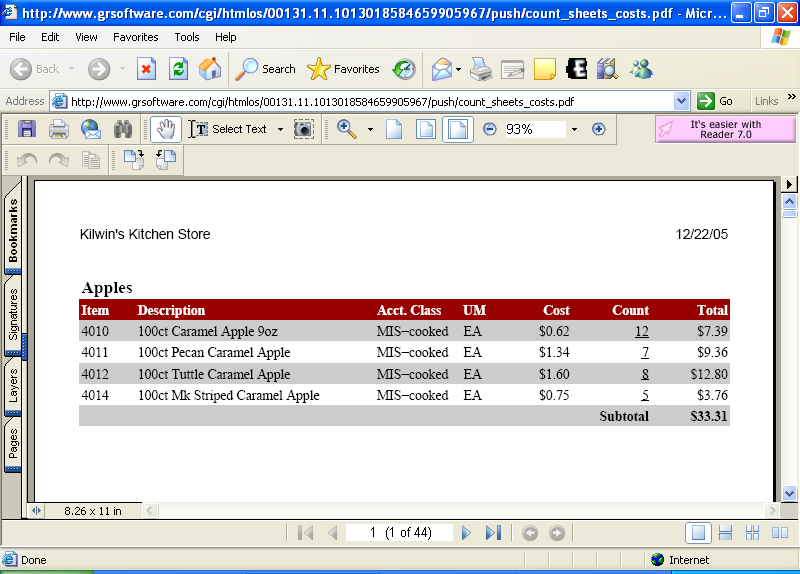 http://www.grsoftware.com/cgi/htmlos/00131.11.1013018584659905967/push/count_sheets_costs.pdf - Micr...
File Edit View Favorites Tools Help
Back Search Favorites
Address http://www.grsoftware.com/cgi/htmlos/00131.11.1013018584659905967/push/count_sheets_costs.pdf Go Links »
Select Text 93% It's easier with
Reader 7.0
Bookmarks
Signatures
Layers
Pages
Kilwin's Kitchen Store 12/22/05
Apples
Item Description Acct. Class UM Cost Count Total
4010 100ct Caramel Apple 9oz MIS−cooked EA $0.62 12 $7.39
4011 100ct Pecan Caramel Apple MIS−cooked EA $1.34 7 $9.36
4012 100ct Tuttle Caramel Apple MIS−cooked EA $1.60 8 $12.80
4014 100ct Mk Striped Caramel Apple MIS−cooked EA $0.75 5 $3.76
Subtotal $33.31
8.26 x 11 in
1 (1 of 44)
Done Internet